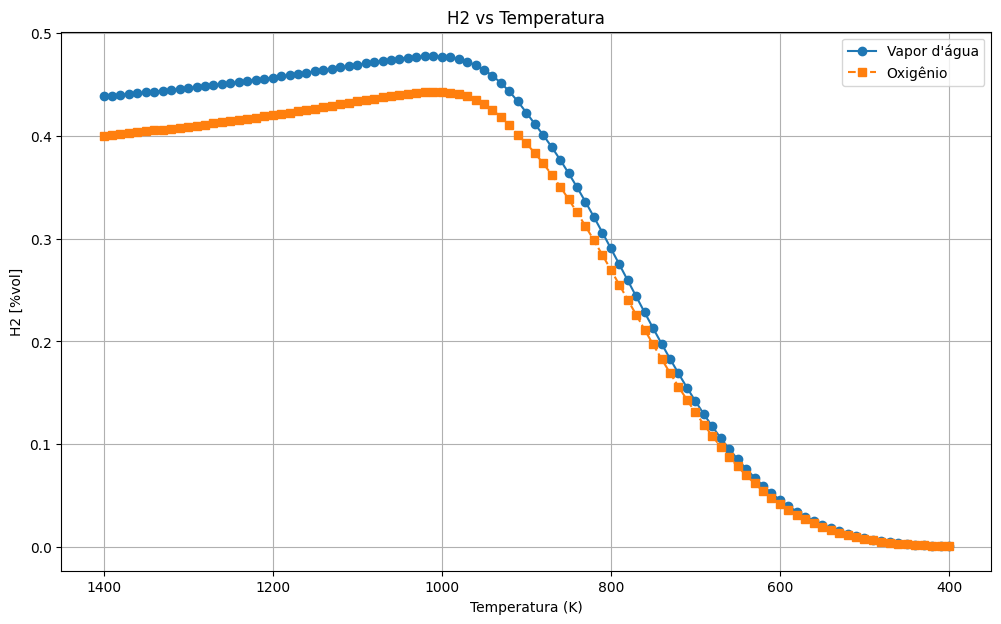 H2 vs Temperatura
Vapor d'água
Oxigênio
H2 [%vol]
0.5
0.4
0.3
0.2
0.1
0.0
1400 1200 1000 800 600 400
Temperatura (K)